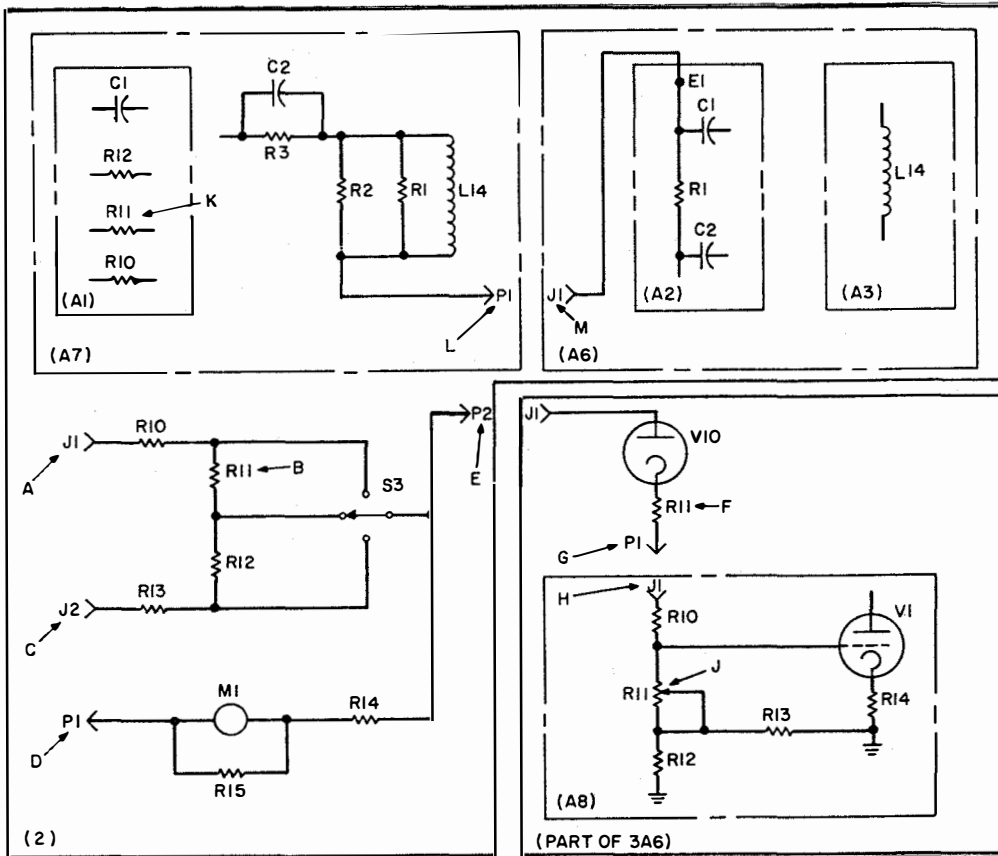 C1
R12
R11
K
R10
(A1)
C2
R3
R2
R1
L14
P1
L
(A7)
E1
C1
R1
C2
(A2)
L14
(A3)
J1
M
(A6)
J1
A
R10
R11
B
S3
R12
J2
C
R13
P2
E
P1
D
M1
R14
R15
(2)
J1
V10
R11
F
G
P1
H
J1
R10
J
R11
R13
R12
V1
R14
(A8)
(PART OF 3A6)